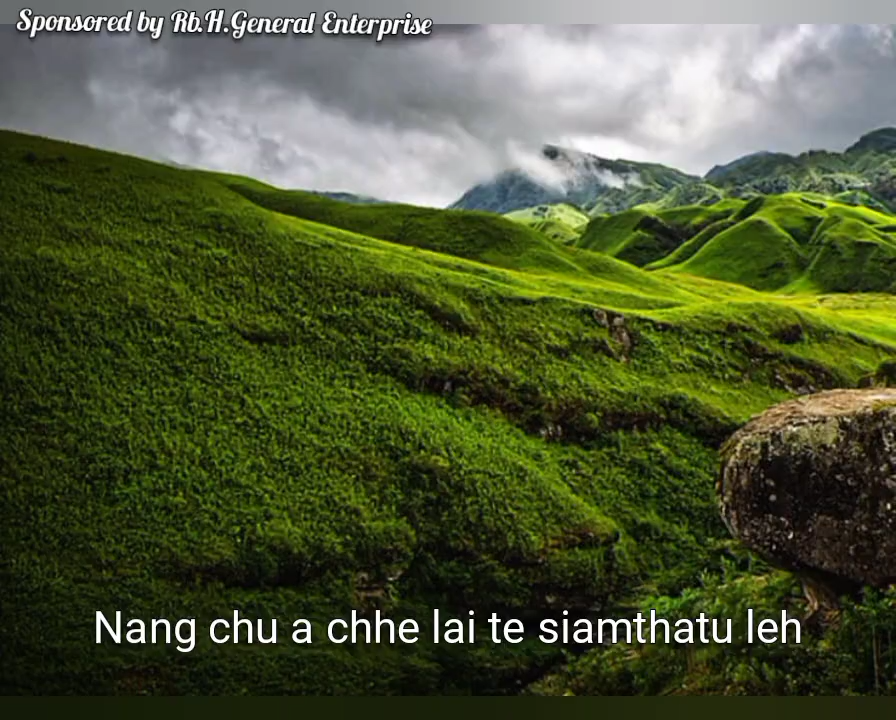 Sponsored by Rb.H.General Enterprise
Nang chu a chhe lai te siamthatu leh